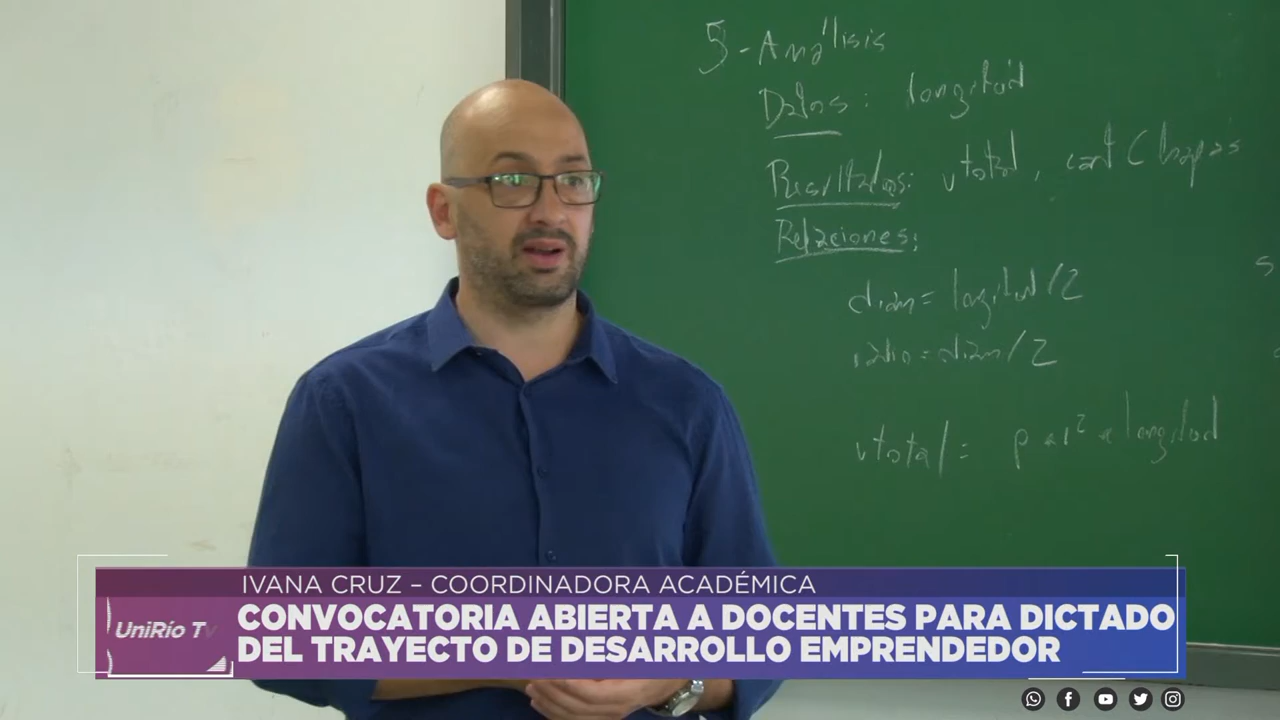 5-Análisis
Datos: longitud
Resultados: vtotal, cant Chapas
Relaciones:
diam = longitud/2
radio = diam/2
vtotal = longitud
IVANA CRUZ – COORDINADORA ACADÉMICA
CONVOCATORIA ABIERTA A DOCENTES PARA DICTADO
DEL TRAYECTO DE DESARROLLO EMPRENDEDOR
UniRío Tv